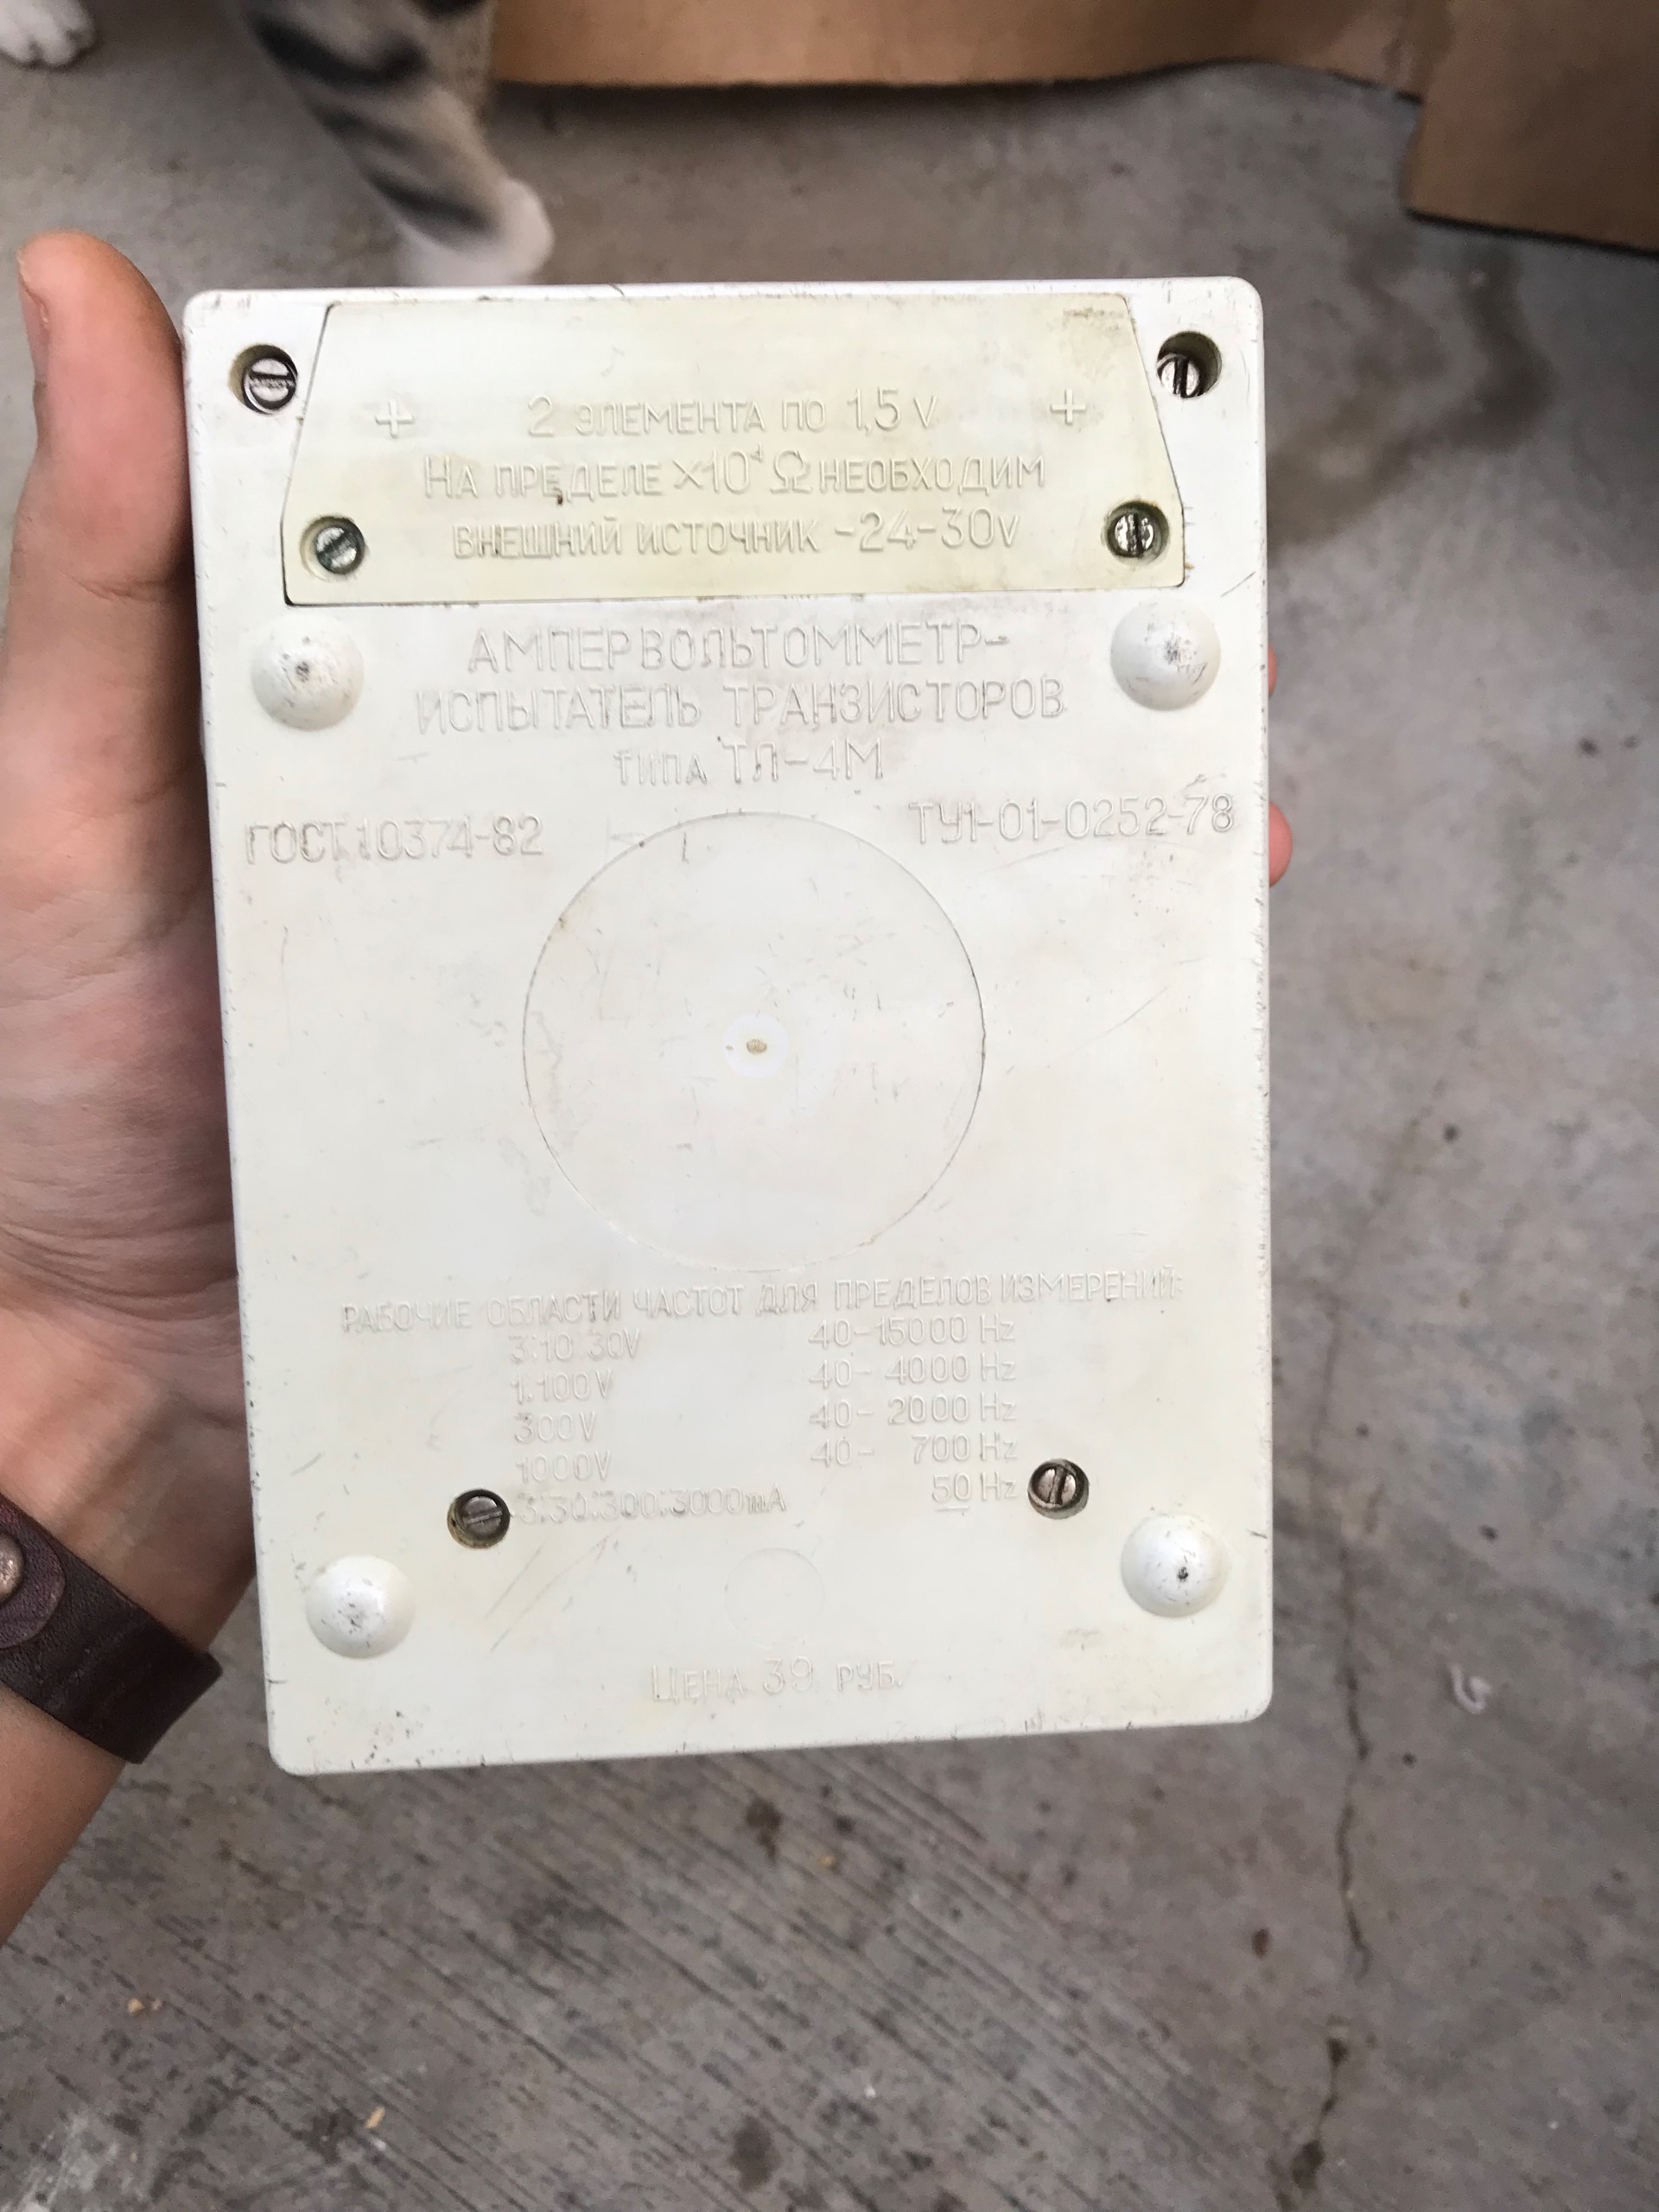 + 2 ЭЛЕМЕНТА ПО 1,5 V +
НА ПРЕДЕЛЕ ×10⁴ Ω НЕОБХОДИМ
ВНЕШНИЙ ИСТОЧНИК -24-30V
АМПЕРВОЛЬТОММЕТР-
ИСПЫТАТЕЛЬ ТРАНЗИСТОРОВ
ТИПА ТЛ-4М
ГОСТ 10374-82 ТУ1-01-0252-78
РАБОЧИЕ ОБЛАСТИ ЧАСТОТ ДЛЯ ПРЕДЕЛОВ ИЗМЕРЕНИЙ:
3;10;30V 40-15000 Hz
1;100V 40- 4000 Hz
300V 40- 2000 Hz
1000V 40- 700 Hz
3;30;300;3000mA 50 Hz
ЦЕНА 39 РУБ.